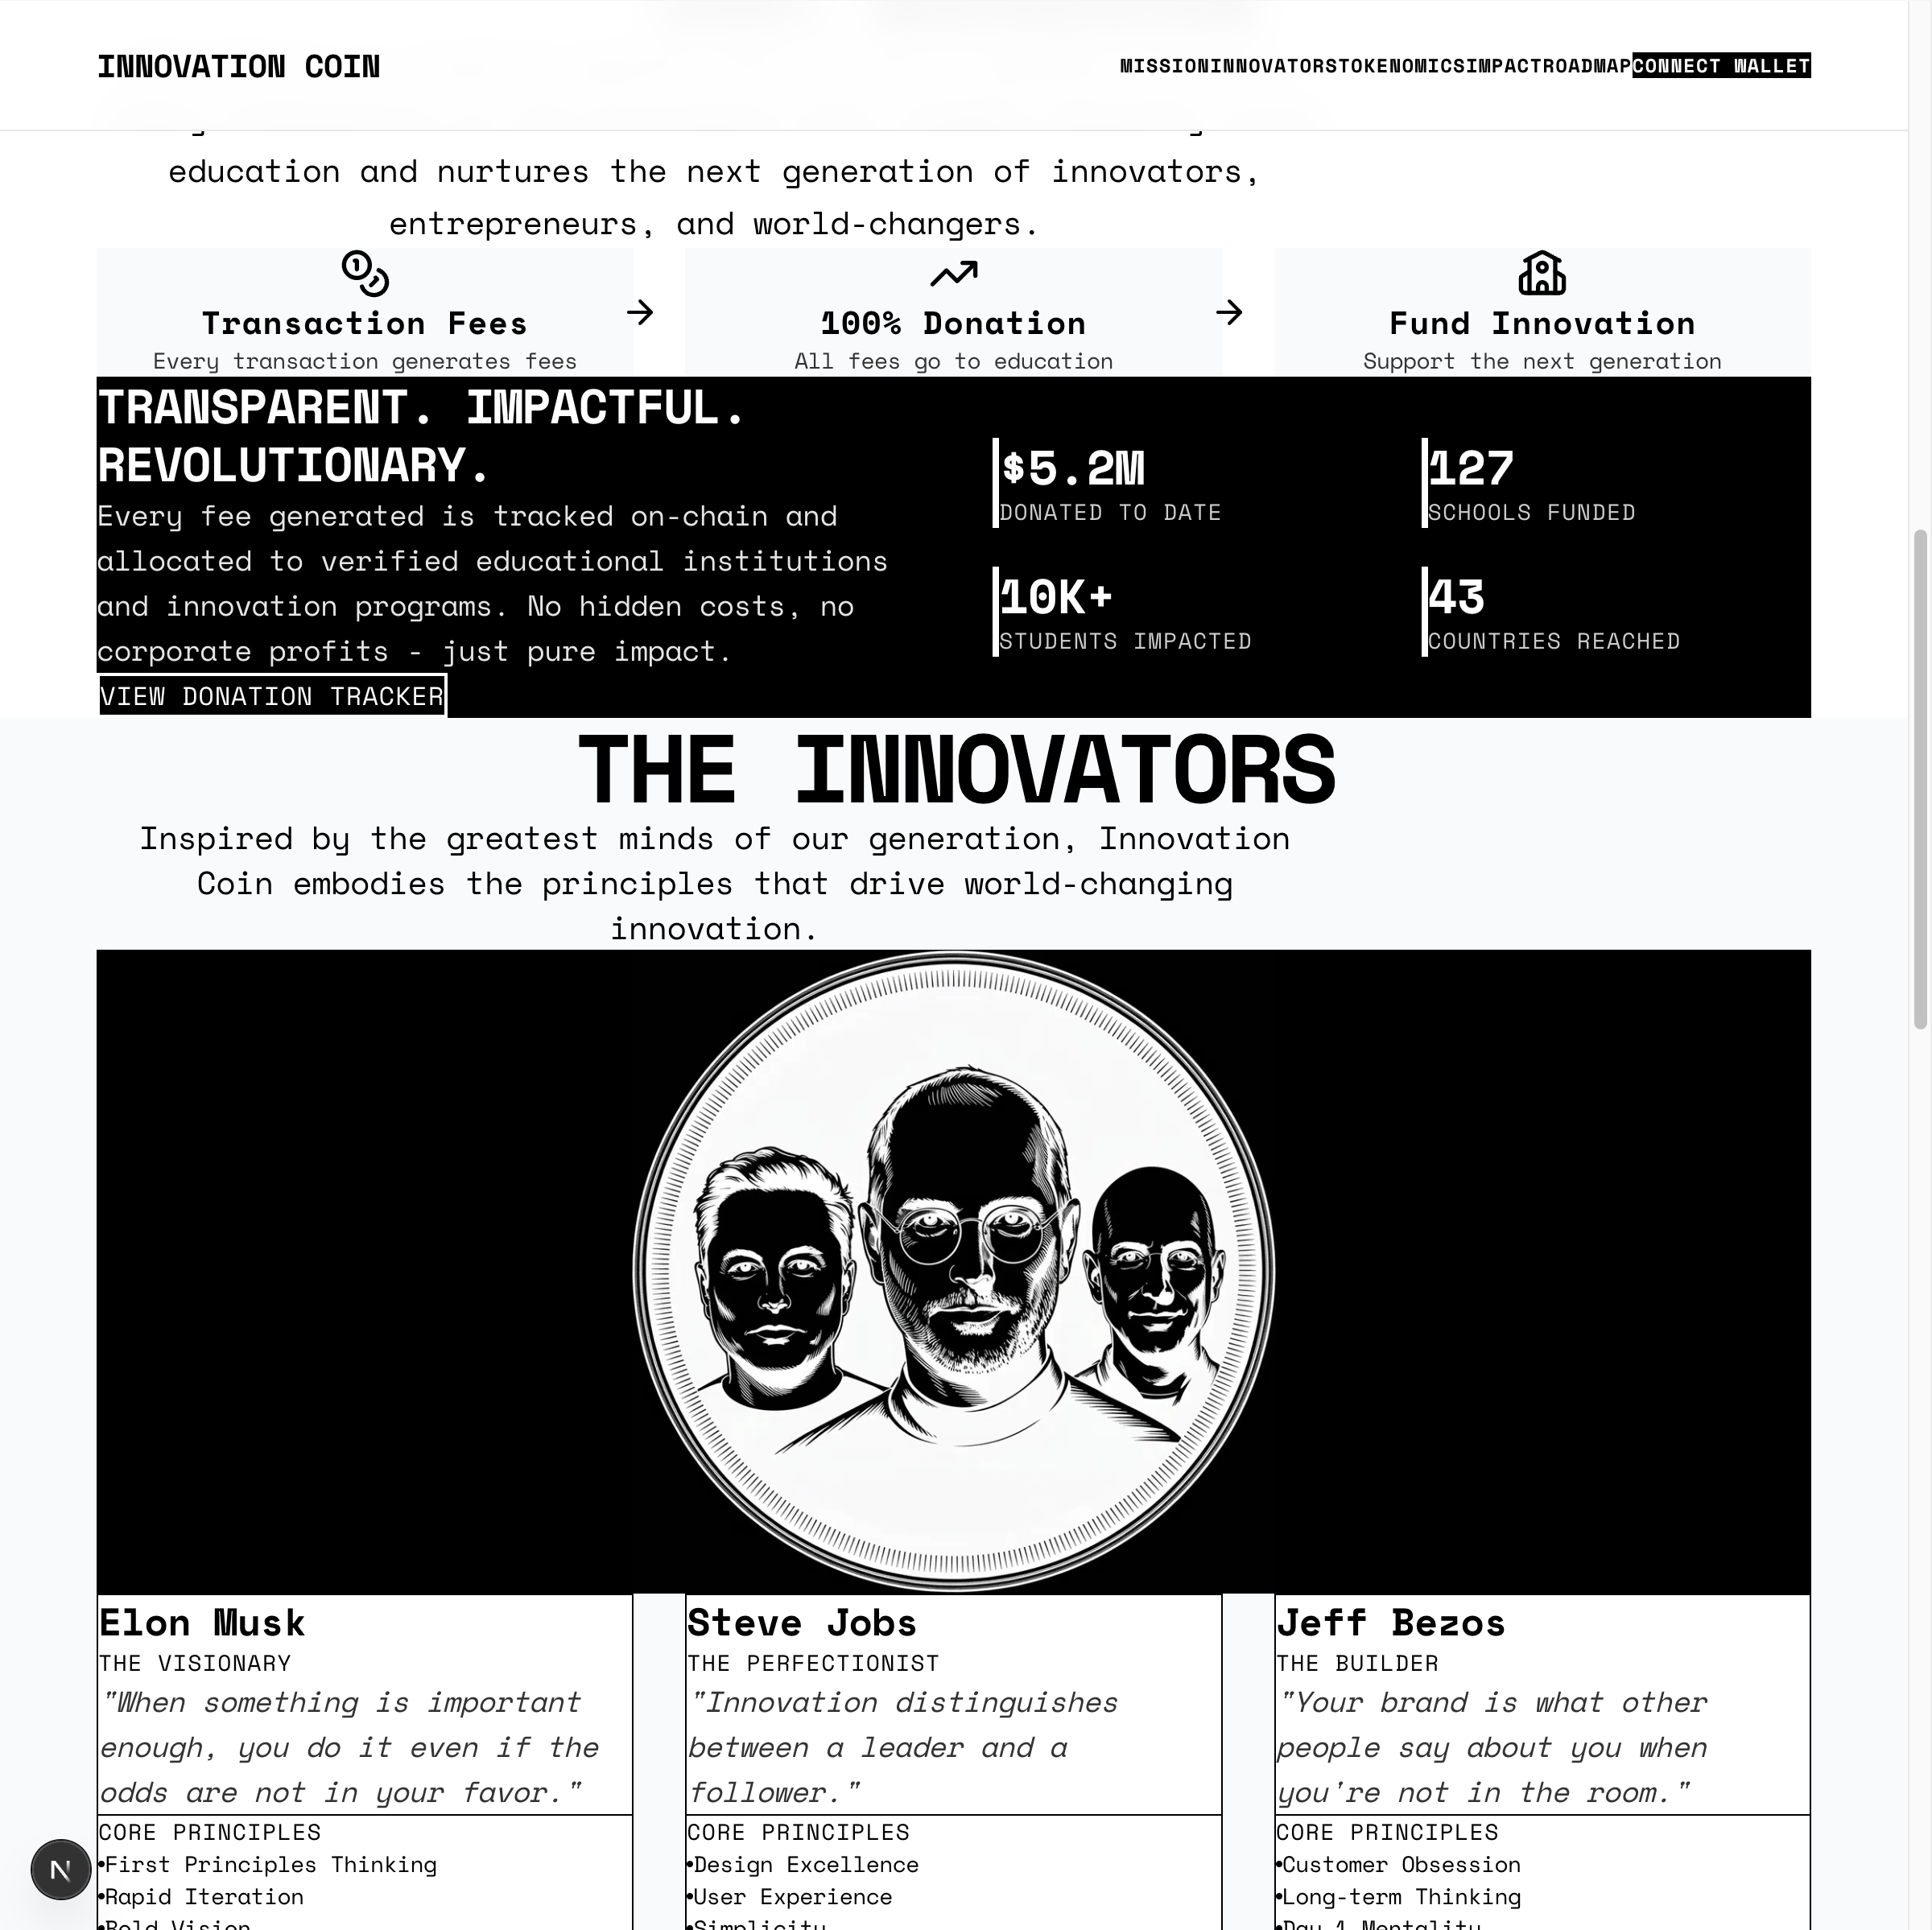 INNOVATION COIN
MISSIONINNOVATORSTOKENOMICSIMPACTROADMAPCONNECT WALLET
education and nurtures the next generation of innovators,
entrepreneurs, and world-changers.
Transaction Fees
Every transaction generates fees
100% Donation
All fees go to education
Fund Innovation
Support the next generation
TRANSPARENT. IMPACTFUL.
REVOLUTIONARY.
Every fee generated is tracked on-chain and
allocated to verified educational institutions
and innovation programs. No hidden costs, no
corporate profits - just pure impact.
VIEW DONATION TRACKER
$5.2M
DONATED TO DATE
127
SCHOOLS FUNDED
10K+
STUDENTS IMPACTED
43
COUNTRIES REACHED
THE INNOVATORS
Inspired by the greatest minds of our generation, Innovation
Coin embodies the principles that drive world-changing
innovation.
Elon Musk
THE VISIONARY
"When something is important
enough, you do it even if the
odds are not in your favor."
CORE PRINCIPLES
•First Principles Thinking
•Rapid Iteration
•Bold Vision
Steve Jobs
THE PERFECTIONIST
"Innovation distinguishes
between a leader and a
follower."
CORE PRINCIPLES
•Design Excellence
•User Experience
•Simplicity
Jeff Bezos
THE BUILDER
"Your brand is what other
people say about you when
you're not in the room."
CORE PRINCIPLES
•Customer Obsession
•Long-term Thinking
•Day 1 Mentality
N